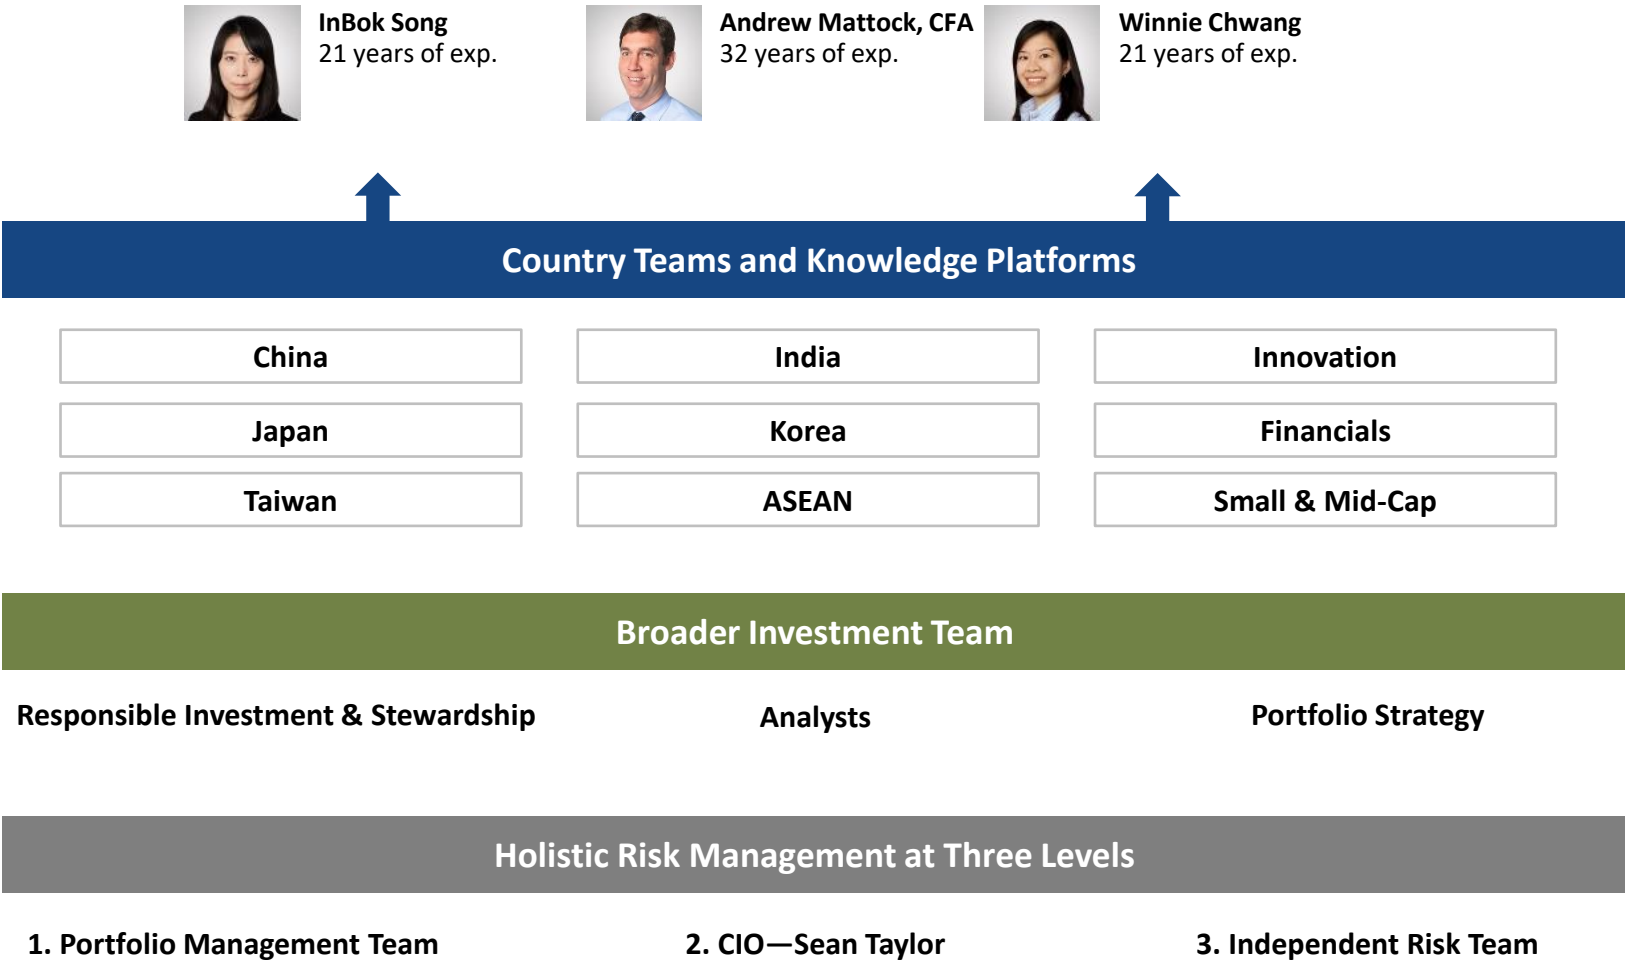 InBok Song
21 years of exp.
Andrew Mattock, CFA
32 years of exp.
Winnie Chwang
21 years of exp.
Country Teams and Knowledge Platforms
China
India
Innovation
Japan
Korea
Financials
Taiwan
ASEAN
Small & Mid-Cap
Broader Investment Team
Responsible Investment & Stewardship
Analysts
Portfolio Strategy
Holistic Risk Management at Three Levels
1. Portfolio Management Team
2. CIO—Sean Taylor
3. Independent Risk Team